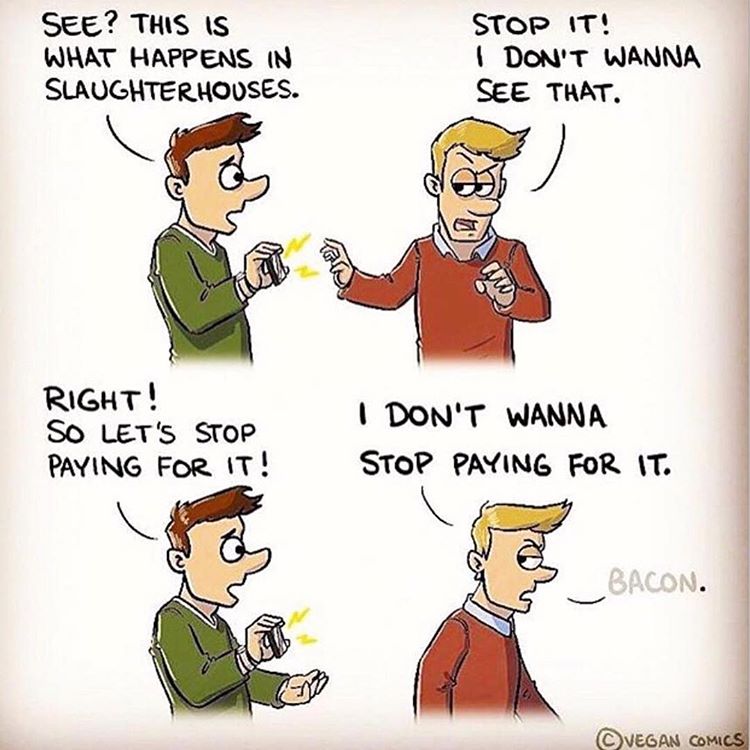 SEE? THIS IS
WHAT HAPPENS IN
SLAUGHTERHOUSES.
STOP IT!
I DON'T WANNA
SEE THAT.
RIGHT!
SO LET'S STOP
PAYING FOR IT!
I DON'T WANNA
STOP PAYING FOR IT.
BACON.
©VEGAN COMICS